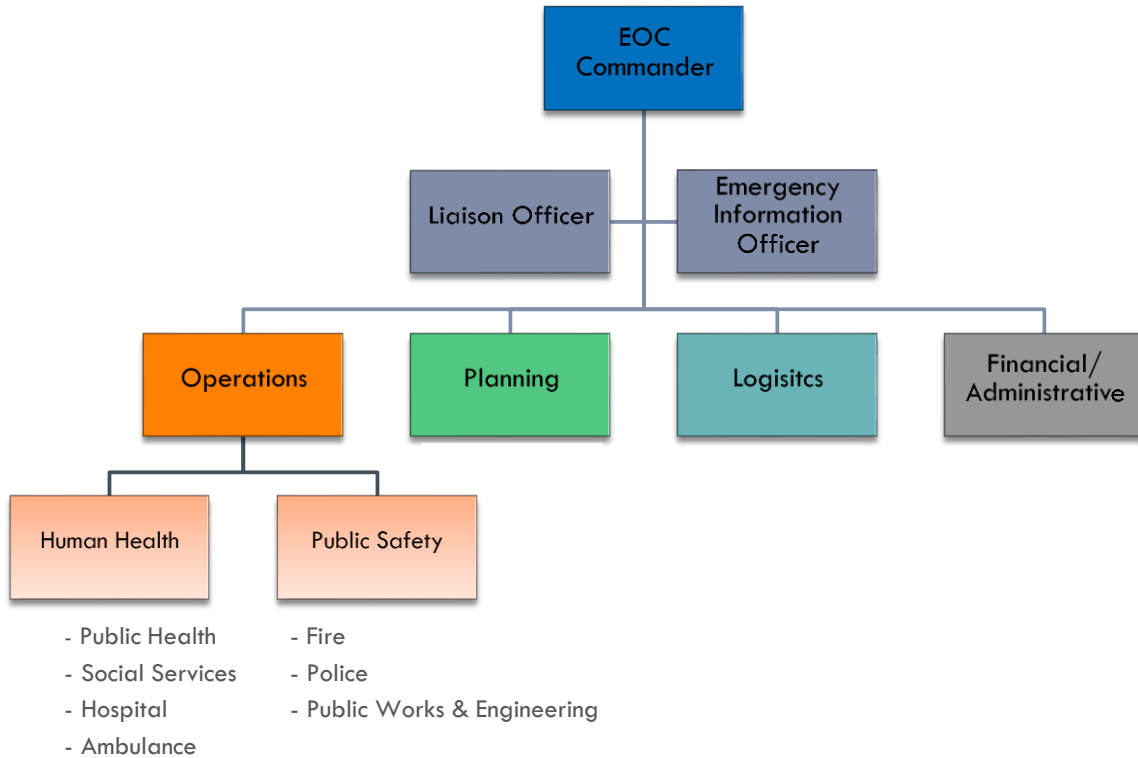 EOC
Commander
Liaison Officer
Emergency
Information
Officer
Operations
Planning
Logisitcs
Financial/
Administrative
Human Health
Public Safety
- Public Health
- Social Services
- Hospital
- Ambulance
- Fire
- Police
- Public Works & Engineering